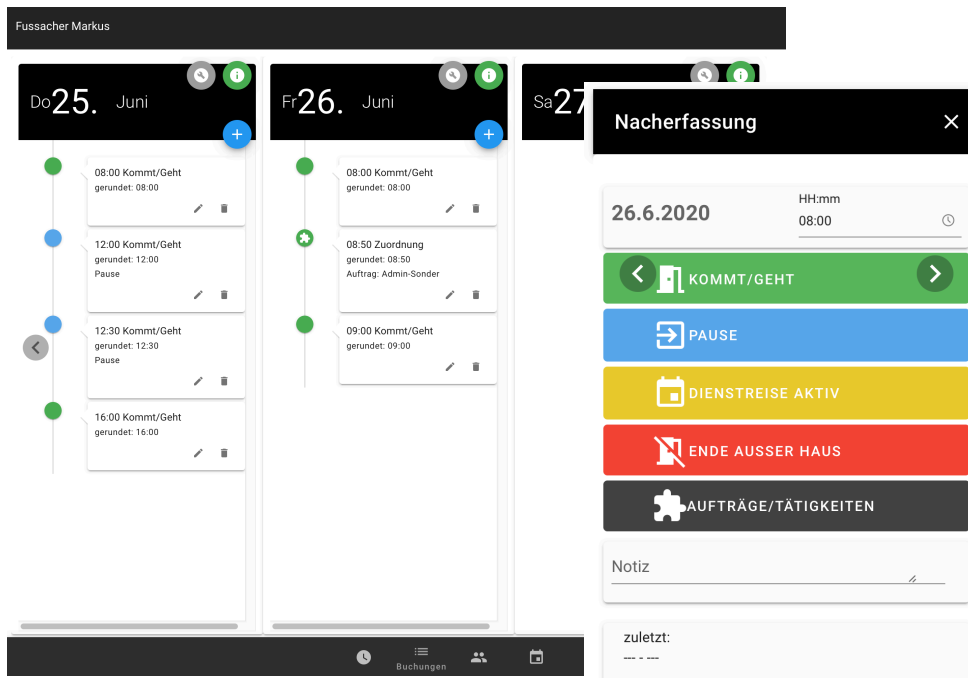 Fussacher Markus
Do 25. Juni
08:00 Kommt/Geht
gerundet: 08:00
12:00 Kommt/Geht
gerundet: 12:00
Pause
12:30 Kommt/Geht
gerundet: 12:30
Pause
16:00 Kommt/Geht
gerundet: 16:00
Fr 26. Juni
08:00 Kommt/Geht
gerundet: 08:00
08:50 Zuordnung
gerundet: 08:50
Auftrag: Admin-Sonder
09:00 Kommt/Geht
gerundet: 09:00
Sa 27
Buchungen
Nacherfassung
26.6.2020
HH:mm
08:00
KOMMT/GEHT
PAUSE
DIENSTREISE AKTIV
ENDE AUSSER HAUS
AUFTRÄGE/TÄTIGKEITEN
Notiz
zuletzt:
--- - ---